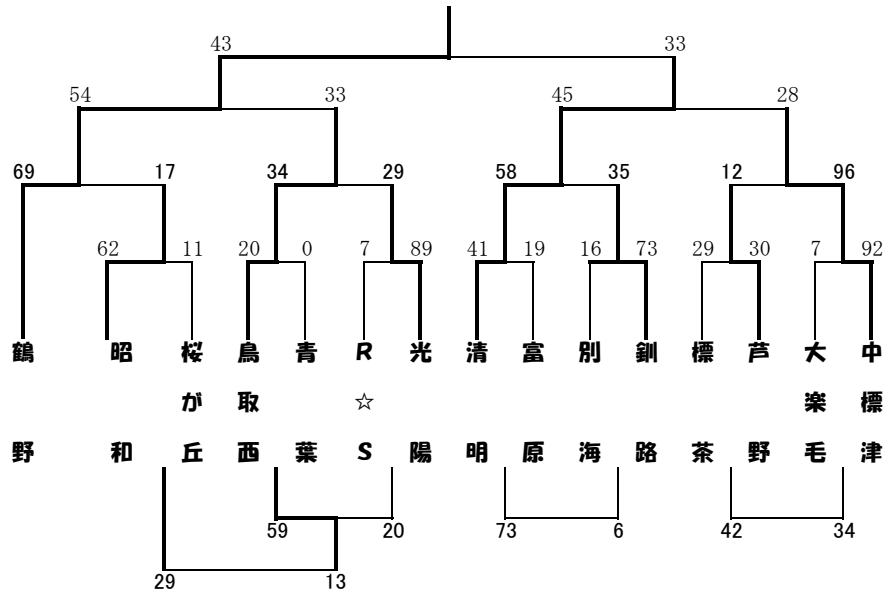 43 33
54 33 45 28
69 17 34 29 58 35 12 96
62 11 20 0 7 89 41 19 16 73 29 30 7 92
鶴野
昭和
桜が丘
鳥取西
青葉
R☆S
光陽
清明
富原
別海
釧路
標茶
芦野
大楽毛
中標津
59 20 73 6 42 34
29 13